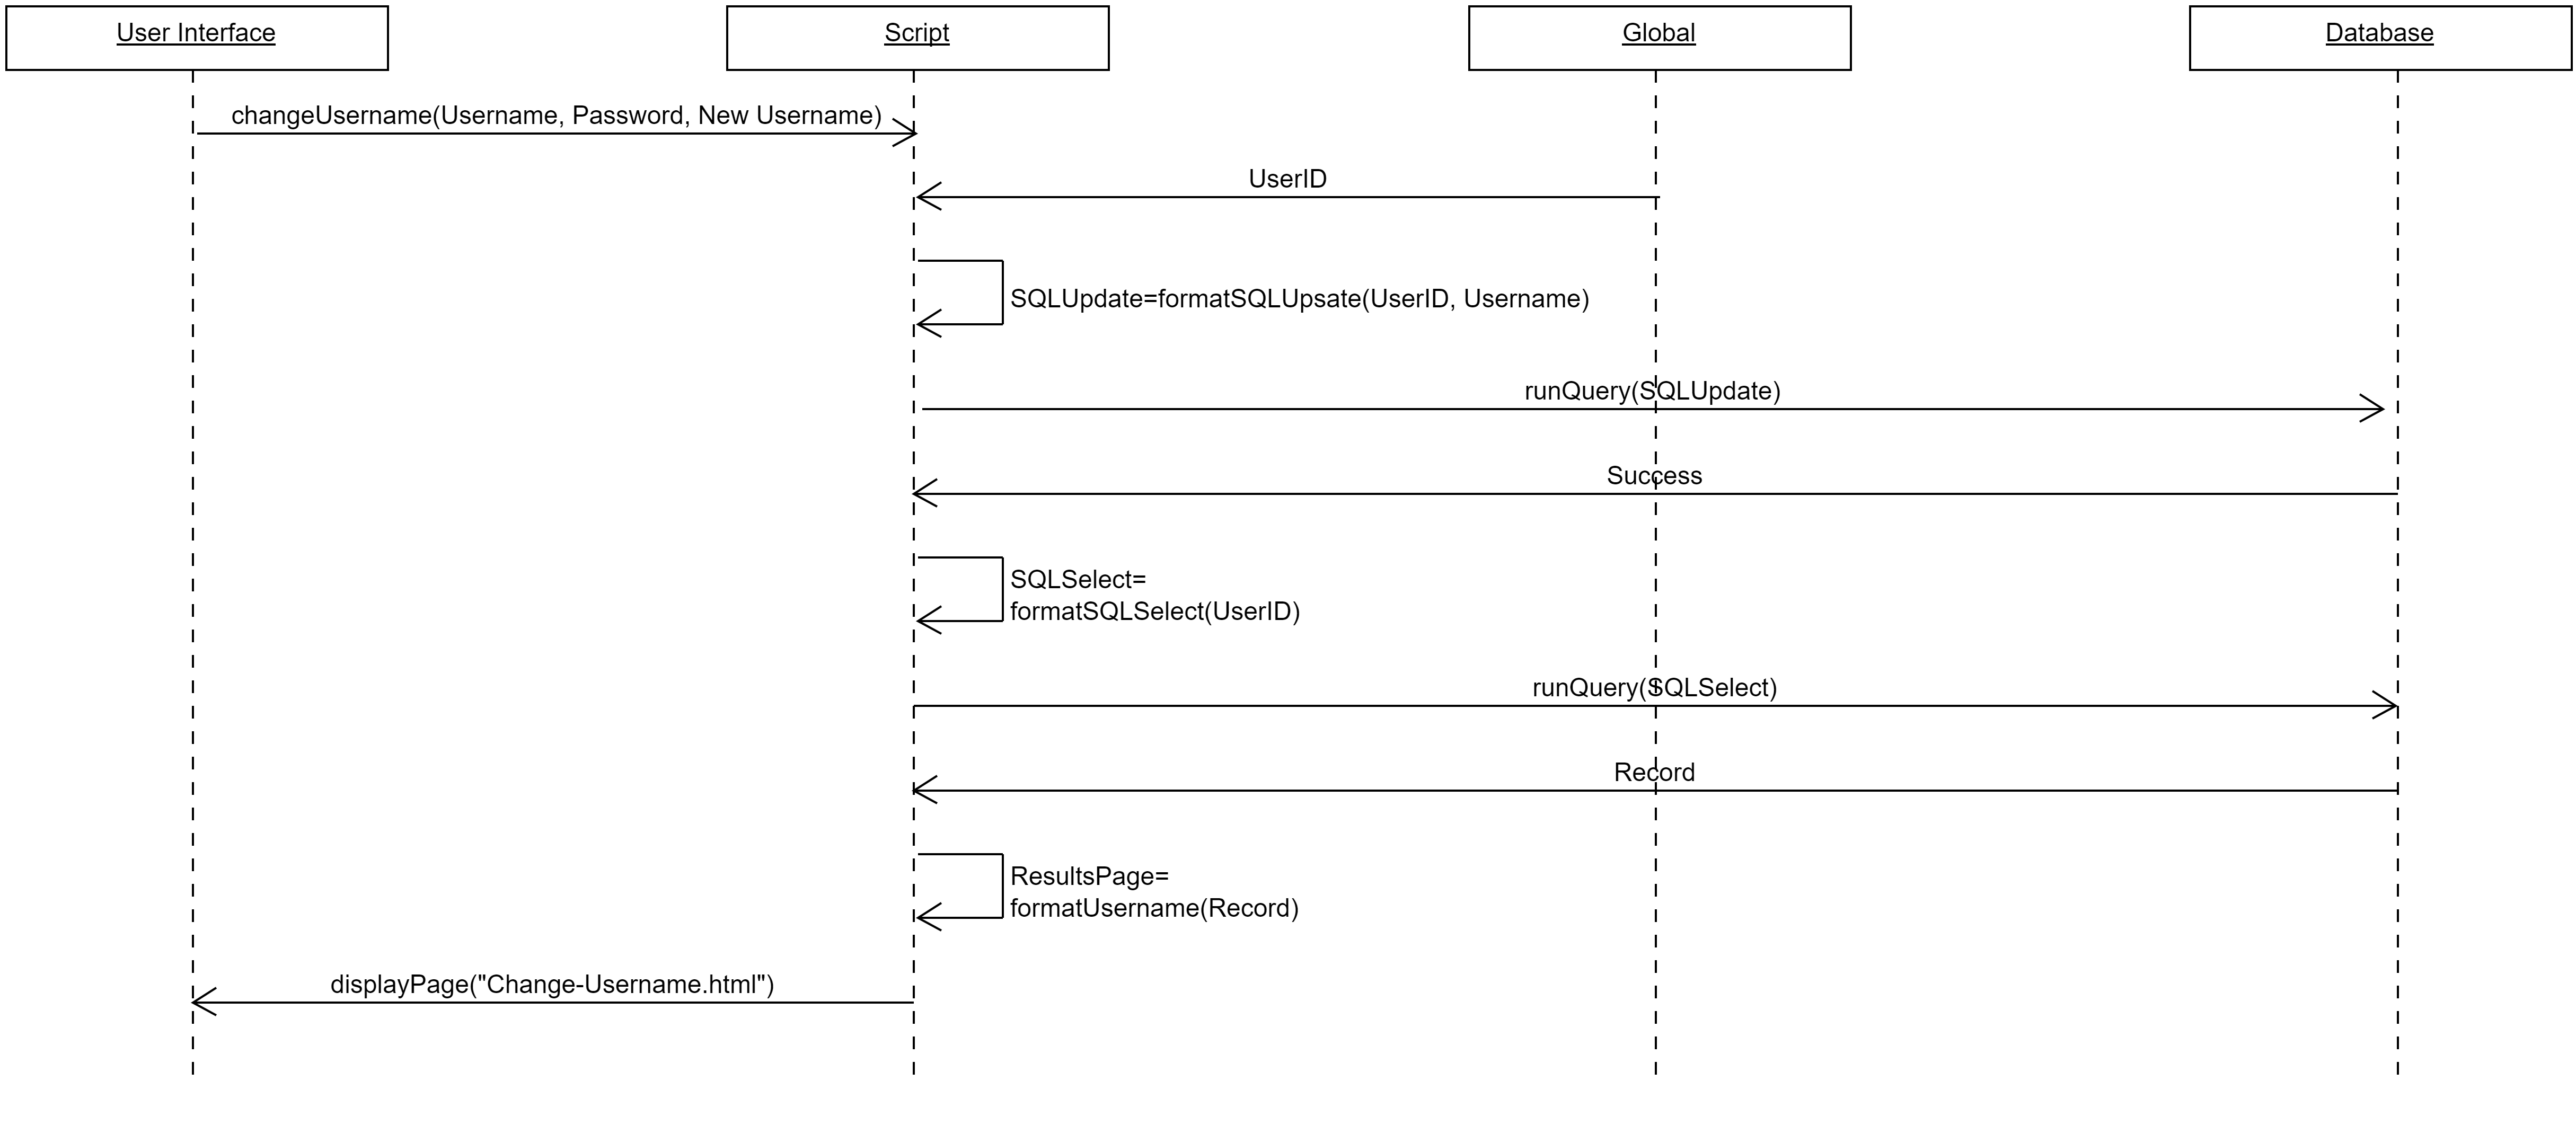 User Interface
Script
Global
Database
changeUsername(Username, Password, New Username)
UserID
SQLUpdate=formatSQLUpsate(UserID, Username)
runQuery(SQLUpdate)
Success
SQLSelect=
formatSQLSelect(UserID)
runQuery(SQLSelect)
Record
ResultsPage=
formatUsername(Record)
displayPage("Change-Username.html")